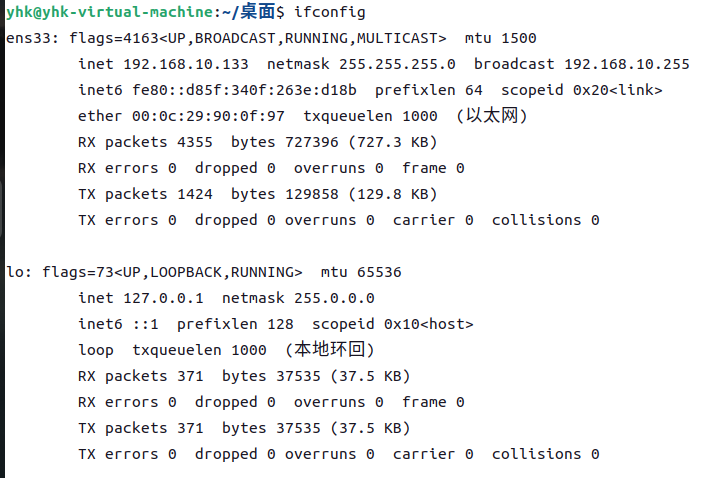 yhk@yhk-virtual-machine:~/桌面$ ifconfig
ens33: flags=4163<UP,BROADCAST,RUNNING,MULTICAST>  mtu 1500
        inet 192.168.10.133  netmask 255.255.255.0  broadcast 192.168.10.255
        inet6 fe80::d85f:340f:263e:d18b  prefixlen 64  scopeid 0x20<link>
        ether 00:0c:29:90:0f:97  txqueuelen 1000  (以太网)
        RX packets 4355  bytes 727396 (727.3 KB)
        RX errors 0  dropped 0  overruns 0  frame 0
        TX packets 1424  bytes 129858 (129.8 KB)
        TX errors 0  dropped 0 overruns 0  carrier 0  collisions 0

lo: flags=73<UP,LOOPBACK,RUNNING>  mtu 65536
        inet 127.0.0.1  netmask 255.0.0.0
        inet6 ::1  prefixlen 128  scopeid 0x10<host>
        loop  txqueuelen 1000  (本地环回)
        RX packets 371  bytes 37535 (37.5 KB)
        RX errors 0  dropped 0  overruns 0  frame 0
        TX packets 371  bytes 37535 (37.5 KB)
        TX errors 0  dropped 0 overruns 0  carrier 0  collisions 0